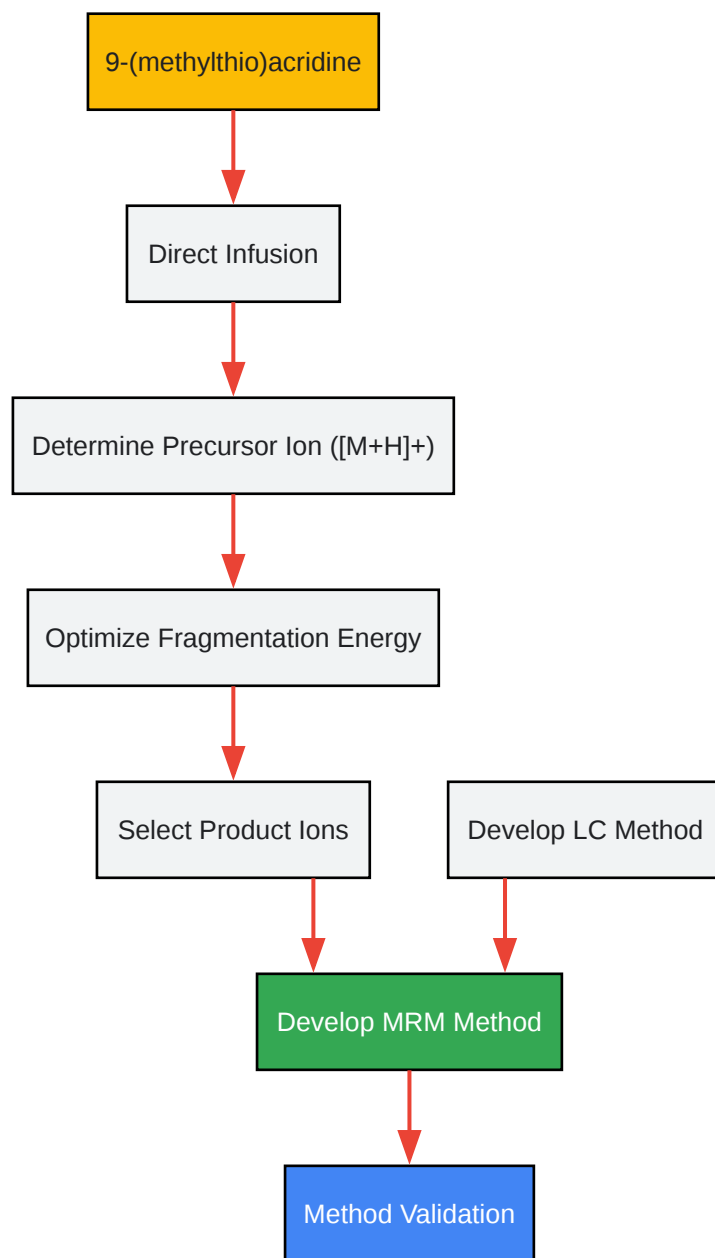 9-(methylthio)acridine
Direct Infusion
Determine Precursor Ion ([M+H]+)
Optimize Fragmentation Energy
Select Product Ions
Develop LC Method
Develop MRM Method
Method Validation